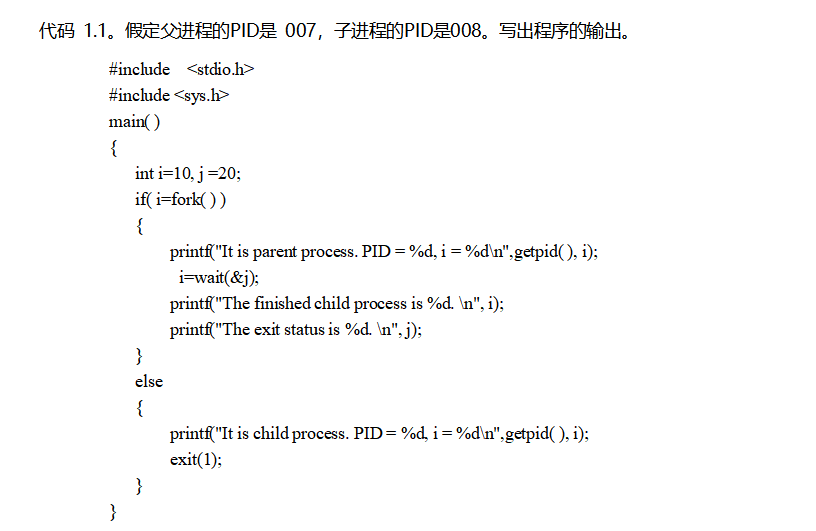 代码 1.1。假定父进程的PID是 007，子进程的PID是008。写出程序的输出。
#include <stdio.h>
#include <sys.h>
main( )
{
int i=10, j =20;
if( i=fork( ) )
{
printf("It is parent process. PID = %d, i = %d\n",getpid( ), i);
i=wait(&j);
printf("The finished child process is %d. \n", i);
printf("The exit status is %d. \n", j);
}
else
{
printf("It is child process. PID = %d, i = %d\n",getpid( ), i);
exit(1);
}
}